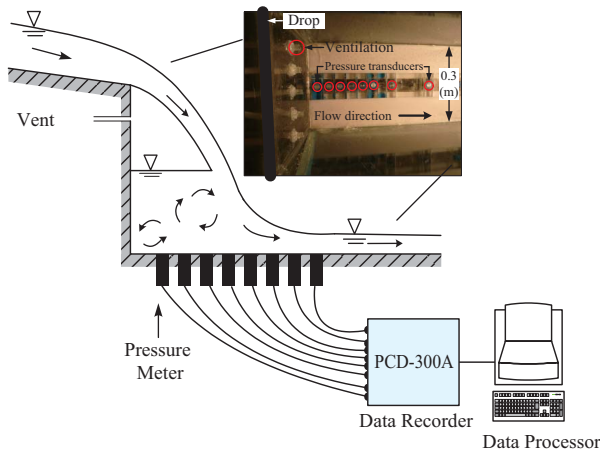 Drop
Ventilation
Pressure transducers
0.3
(m)
Flow direction
Vent
Pressure
Meter
PCD-300A
Data Recorder
Data Processor